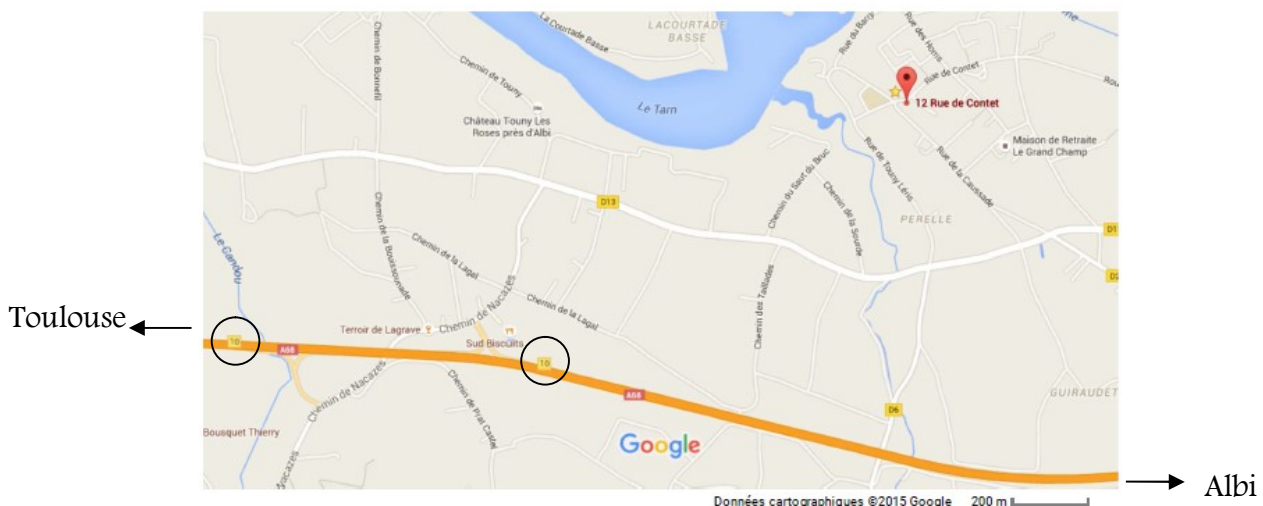 La Courtade Basse
LACOURTADE
BASSE
Rue du Barry
Rue des Horts
Rue de Contet
12 Rue de Contet
Chemin de Bonnefil
Chemin de Touny
Château Touny Les
Roses près d'Albi
Le Tarn
Maison de Retraite
Le Grand Champ
Chemin du Saut du Bruc
Rue de Touny Léris
Rue de la Caussade
Chemin de la Sourde
PERELLE
D13
D1
D2
Le Candou
Chemin de la Bouissounade
Chemin de la Lagal
Chemin de la Lagal
Chemin de Nacazes
Chemin des Taillades
Toulouse
10
A68
Terroir de Lagrave
Sud Biscuits
10
A68
Chemin de Nacazes
Chemin de Prat Castel
D6
GUIRAUDET
Bousquet Thierry
Google
Albi
Données cartographiques ©2015 Google 200 m